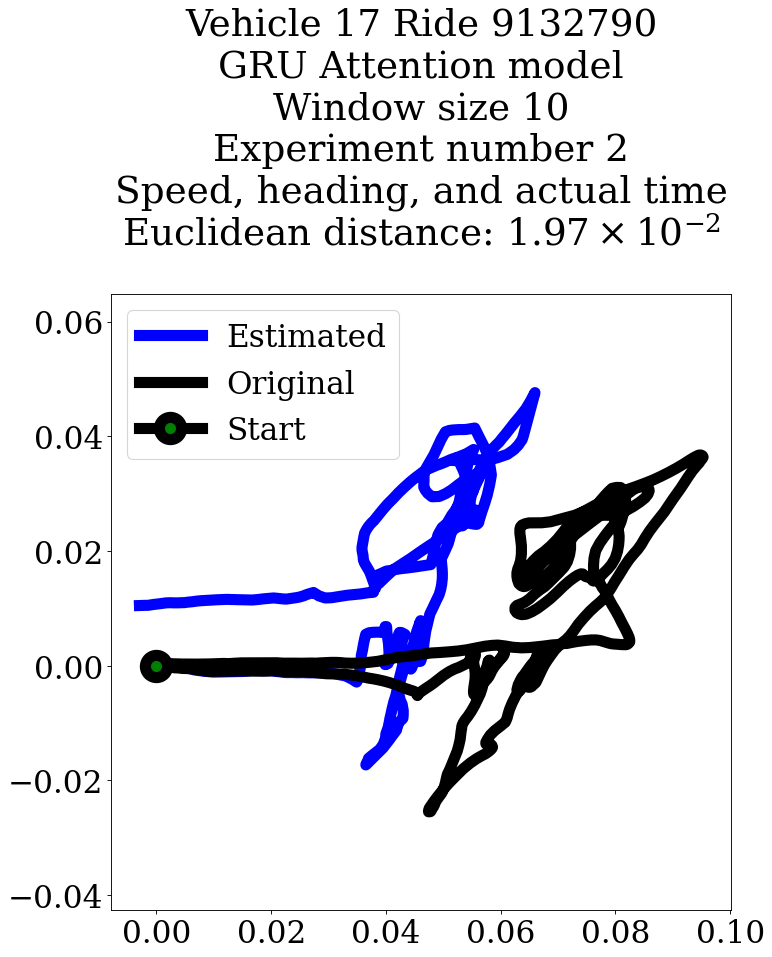 Vehicle 17 Ride 9132790
GRU Attention model
Window size 10
Experiment number 2
Speed, heading, and actual time
Euclidean distance: 1.97 × 10⁻²
0.06
0.04
0.02
0.00
−0.02
−0.04
Estimated
Original
Start
0.00 0.02 0.04 0.06 0.08 0.10